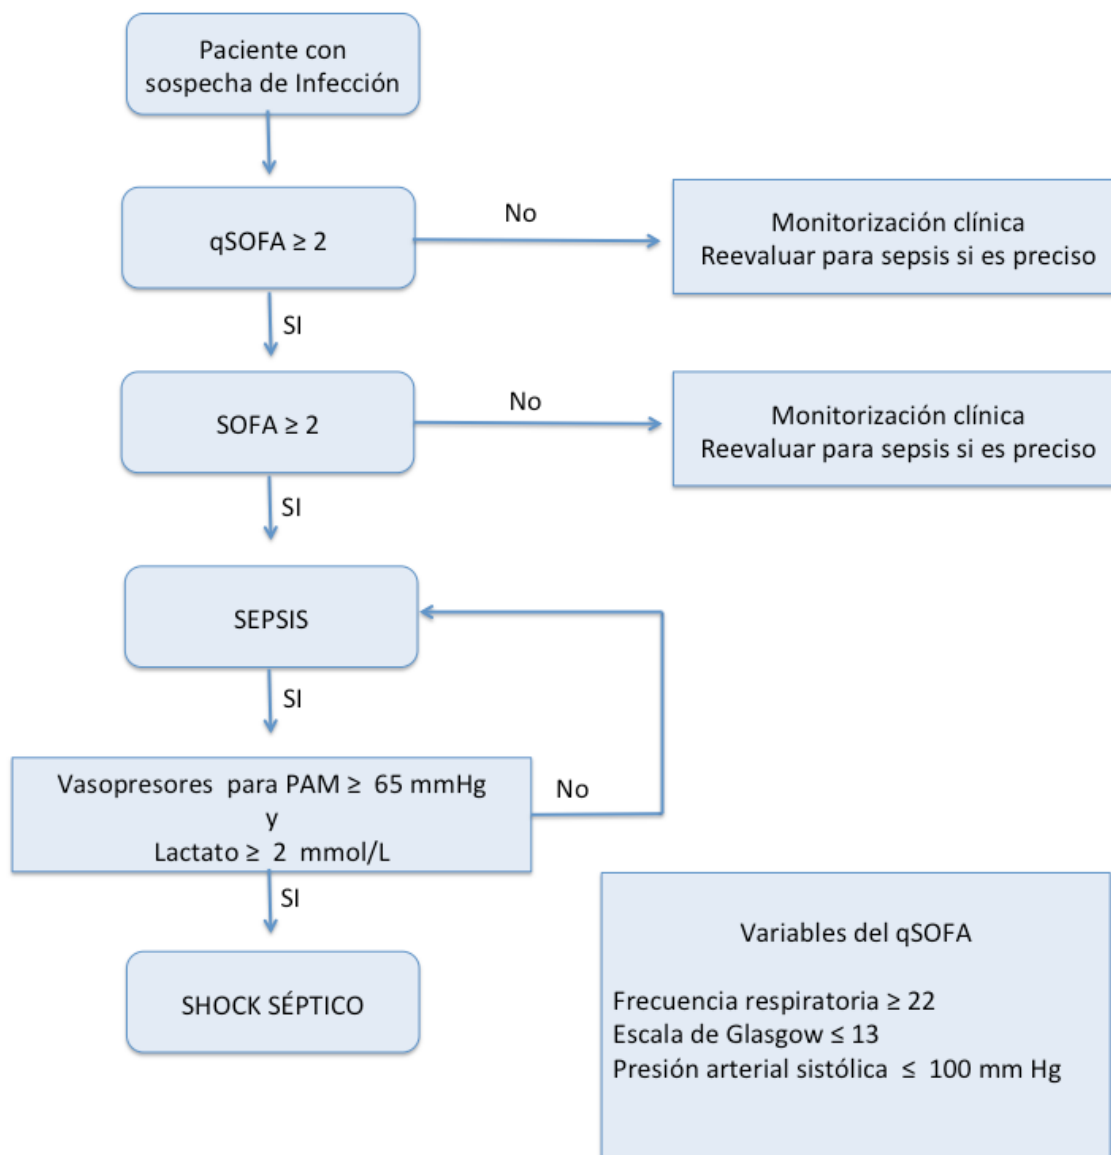 Paciente con
sospecha de Infección
qSOFA ≥ 2
No
Monitorización clínica
Reevaluar para sepsis si es preciso
SI
SOFA ≥ 2
No
Monitorización clínica
Reevaluar para sepsis si es preciso
SI
SEPSIS
SI
Vasopresores para PAM ≥ 65 mmHg
y
Lactato ≥ 2 mmol/L
No
SI
SHOCK SÉPTICO
Variables del qSOFA
Frecuencia respiratoria ≥ 22
Escala de Glasgow ≤ 13
Presión arterial sistólica ≤ 100 mm Hg